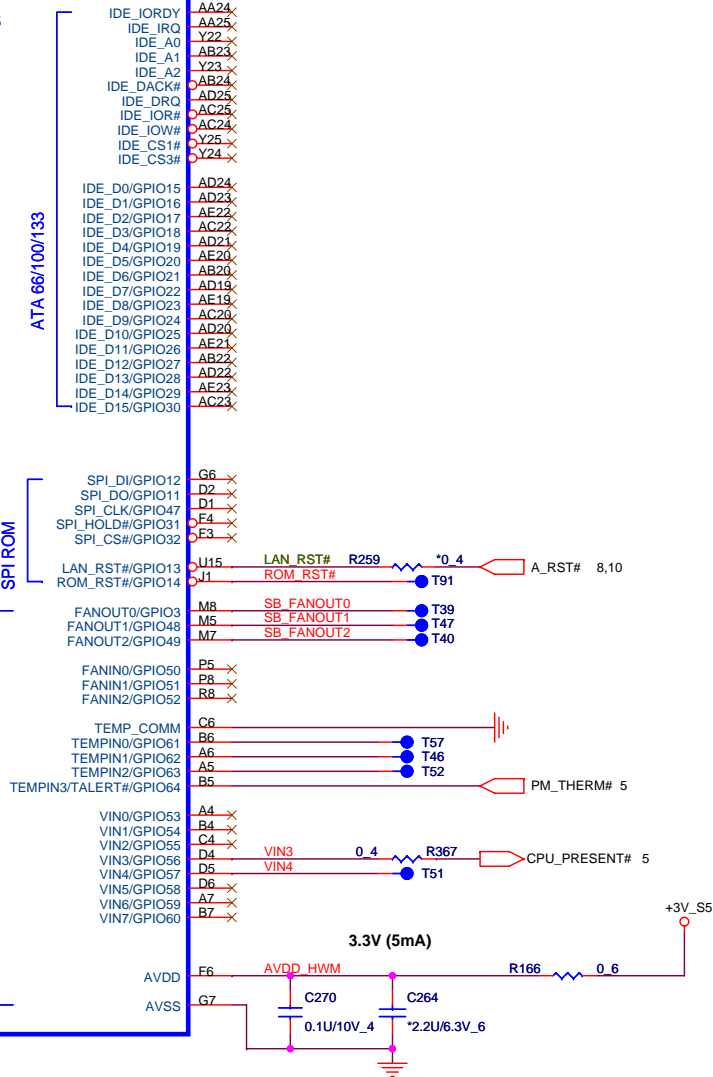 IDE_IORDY AA24
IDE_IRQ AA25
IDE_A0 Y22
IDE_A1 AB23
IDE_A2 Y23
IDE_DACK# AB24
IDE_DRQ AD25
IDE_IOR# AC25
IDE_IOW# AC24
IDE_CS1# Y25
IDE_CS3# Y24
ATA 66/100/133
IDE_D0/GPIO15 AD24
IDE_D1/GPIO16 AD23
IDE_D2/GPIO17 AE22
IDE_D3/GPIO18 AC22
IDE_D4/GPIO19 AD21
IDE_D5/GPIO20 AE20
IDE_D6/GPIO21 AB20
IDE_D7/GPIO22 AD19
IDE_D8/GPIO23 AE19
IDE_D9/GPIO24 AC20
IDE_D10/GPIO25 AD20
IDE_D11/GPIO26 AE21
IDE_D12/GPIO27 AB22
IDE_D13/GPIO28 AD22
IDE_D14/GPIO29 AE23
IDE_D15/GPIO30 AC23
SPI ROM
SPI_DI/GPIO12 G6
SPI_DO/GPIO11 D2
SPI_CLK/GPIO47 D1
SPI_HOLD#/GPIO31 F4
SPI_CS#/GPIO32 F3
LAN_RST#/GPIO13 U15 LAN_RST# R259 *0_4 A_RST# 8,10
ROM_RST#/GPIO14 J1 ROM_RST# T91
FANOUT0/GPIO3 M8 SB_FANOUT0 T39
FANOUT1/GPIO48 M5 SB_FANOUT1 T47
FANOUT2/GPIO49 M7 SB_FANOUT2 T40
FANIN0/GPIO50 P5
FANIN1/GPIO51 P8
FANIN2/GPIO52 R8
TEMP_COMM C6
TEMPIN0/GPIO61 B6 T57
TEMPIN1/GPIO62 A6 T46
TEMPIN2/GPIO63 A5 T52
TEMPIN3/TALERT#/GPIO64 B5 PM_THERM# 5
VIN0/GPIO53 A4
VIN1/GPIO54 B4
VIN2/GPIO55 C4
VIN3/GPIO56 D4 VIN3 0_4 R367 CPU_PRESENT# 5
VIN4/GPIO57 D5 VIN4 T51
VIN5/GPIO58 D6
VIN6/GPIO59 A7
VIN7/GPIO60 B7
+3V_S5
3.3V (5mA)
AVDD F6 AVDD_HWM R166 0_6
AVSS G7
C270 C264
0.1U/10V_4 *2.2U/6.3V_6